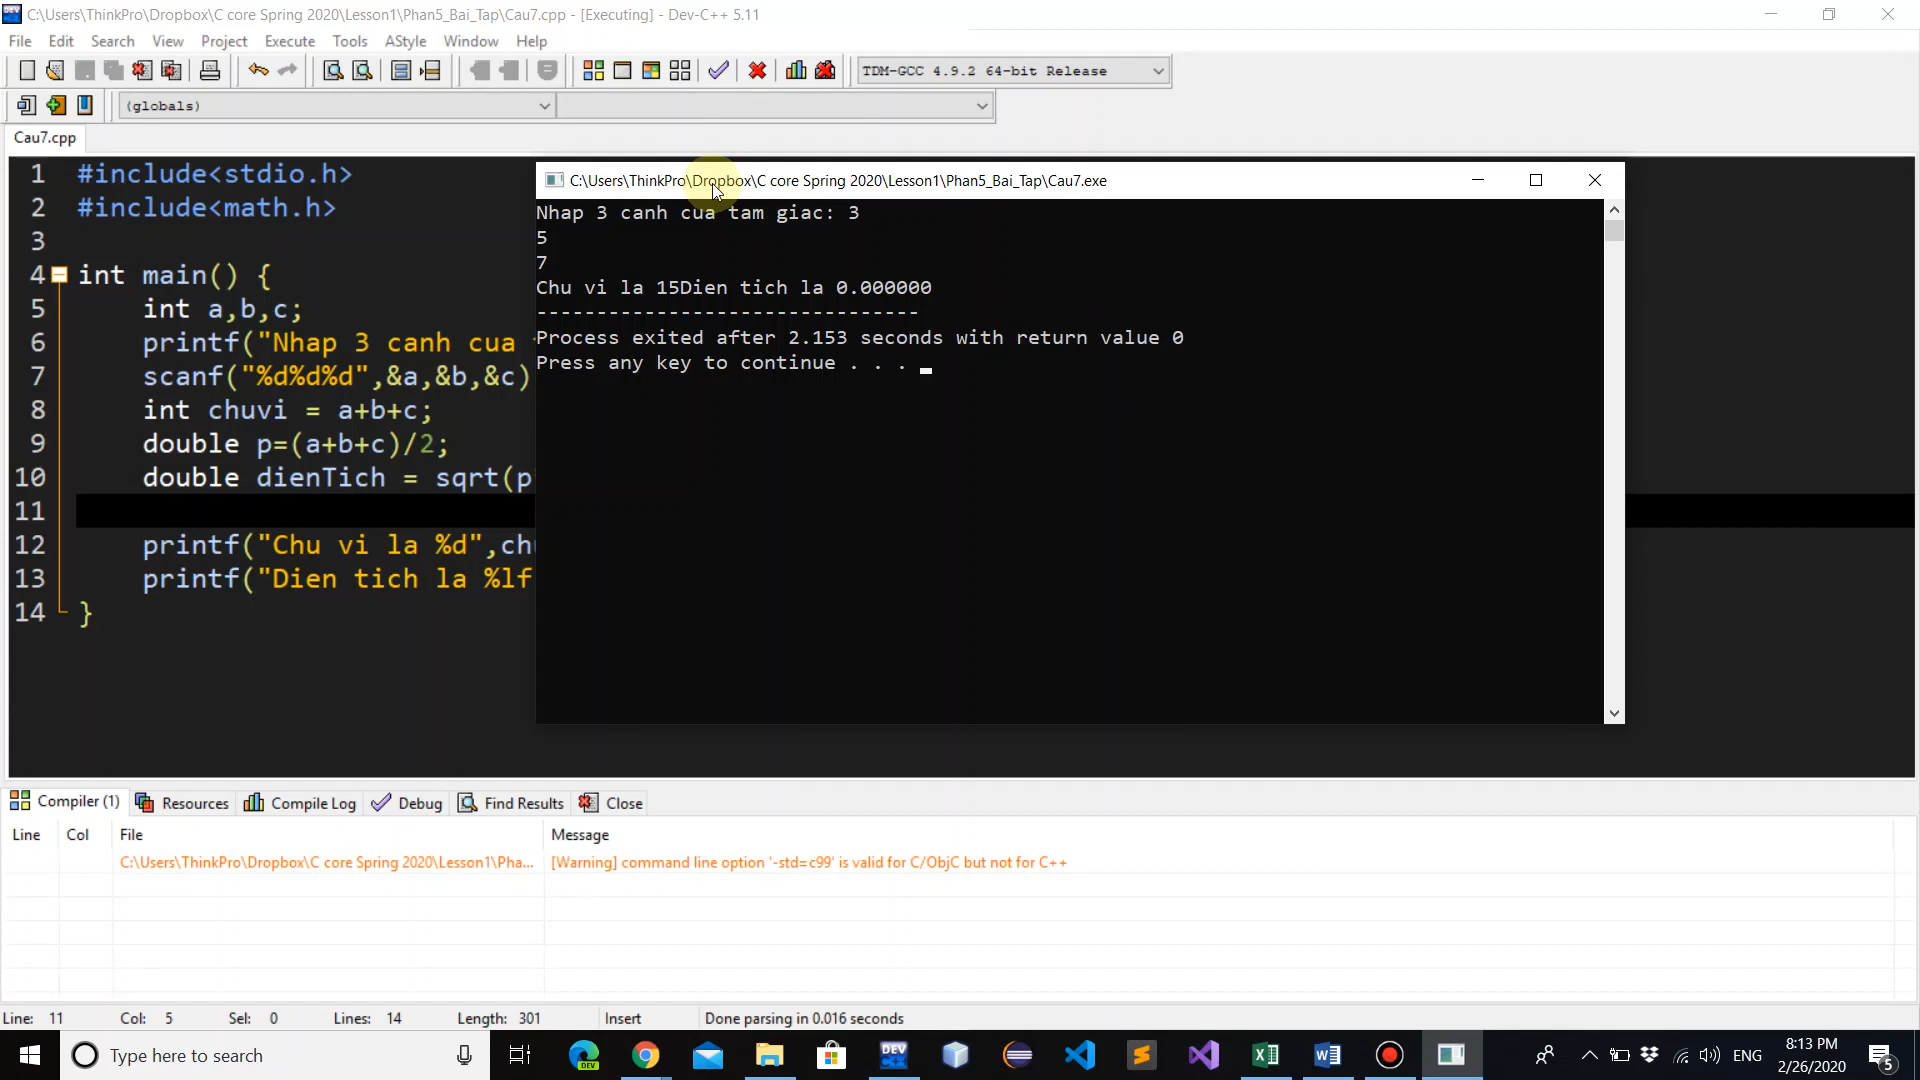 C:\Users\ThinkPro\Dropbox\C core Spring 2020\Lesson1\Phan5_Bai_Tap\Cau7.cpp - [Executing] - Dev-C++ 5.11
File Edit Search View Project Execute Tools AStyle Window Help
TDM-GCC 4.9.2 64-bit Release
(globals)
Cau7.cpp
1 #include<stdio.h>
2 #include<math.h>
3
4 int main() {
5 int a,b,c;
6 printf("Nhap 3 canh cua
7 scanf("%d%d%d",&a,&b,&c)
8 int chuvi = a+b+c;
9 double p=(a+b+c)/2;
10 double dienTich = sqrt(p
11
12 printf("Chu vi la %d",ch
13 printf("Dien tich la %lf
14 }
C:\Users\ThinkPro\Dropbox\C core Spring 2020\Lesson1\Phan5_Bai_Tap\Cau7.exe
Nhap 3 canh cua tam giac: 3
5
7
Chu vi la 15Dien tich la 0.000000
--------------------------------
Process exited after 2.153 seconds with return value 0
Press any key to continue . . .
Compiler (1) Resources Compile Log Debug Find Results Close
Line Col File Message
C:\Users\ThinkPro\Dropbox\C core Spring 2020\Lesson1\Pha... [Warning] command line option '-std=c99' is valid for C/ObjC but not for C++
Line: 11 Col: 5 Sel: 0 Lines: 14 Length: 301 Insert Done parsing in 0.016 seconds
Type here to search
DEV
DEV
ENG
8:13 PM
2/26/2020
5